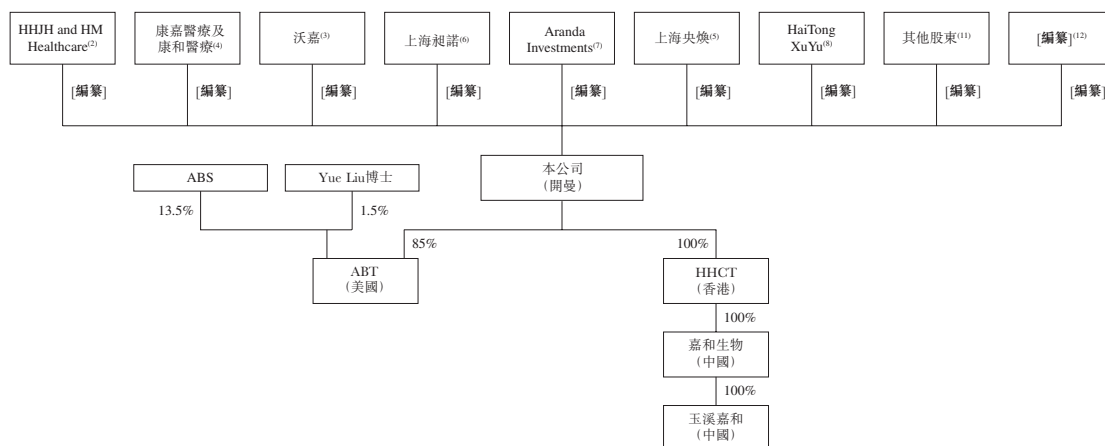 HHJH and HM
Healthcare(2)
康嘉醫療及
康和醫療(4)
沃嘉(3)
上海昶諾(6)
Aranda
Investments(7)
上海央煥(5)
HaiTong
XuYu(8)
其他股東(11)
[編纂](12)
[編纂]
[編纂]
[編纂]
[編纂]
[編纂]
[編纂]
[編纂]
[編纂]
[編纂]
ABS
Yue Liu博士
本公司
(開曼)
13.5%
1.5%
85%
100%
ABT
(美國)
HHCT
(香港)
100%
嘉和生物
(中國)
100%
玉溪嘉和
(中國)